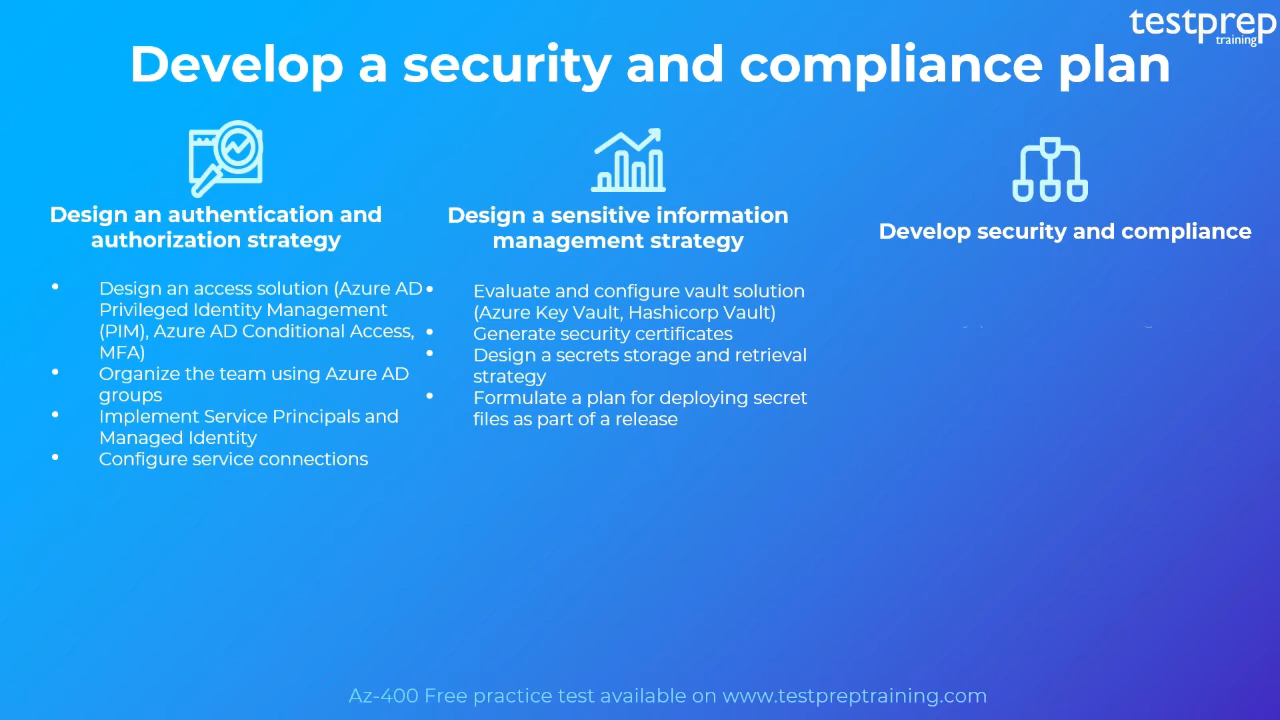 testprep
training
Develop a security and compliance plan
Design an authentication and
authorization strategy
• Design an access solution (Azure AD
Privileged Identity Management
(PIM), Azure AD Conditional Access,
MFA)
• Organize the team using Azure AD
groups
• Implement Service Principals and
Managed Identity
• Configure service connections
Design a sensitive information
management strategy
• Evaluate and configure vault solution
(Azure Key Vault, Hashicorp Vault)
• Generate security certificates
• Design a secrets storage and retrieval
strategy
• Formulate a plan for deploying secret
files as part of a release
Develop security and compliance
Az-400 Free practice test available on www.testpreptraining.com